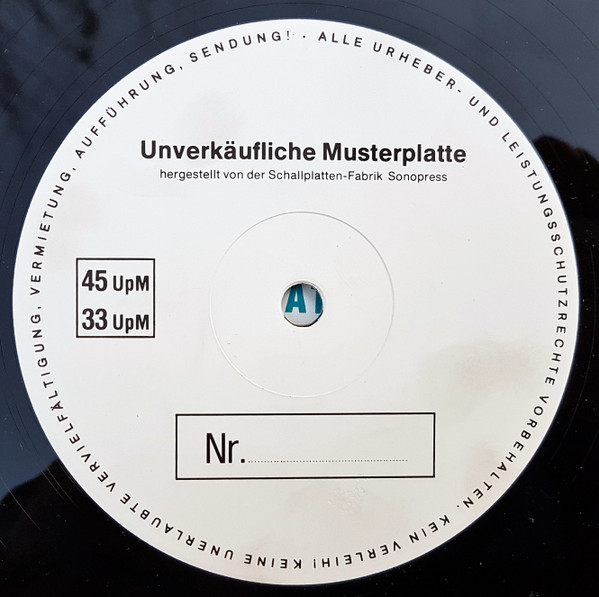 ALLE URHEBER- UND LEISTUNGSSCHUTZRECHTE VORBEHALTEN. KEIN VERLEIH! KEINE UNERLAUBTE VERVIELFÄLTIGUNG, VERMIETUNG, AUFFÜHRUNG, SENDUNG! ·
Unverkäufliche Musterplatte
hergestellt von der Schallplatten-Fabrik Sonopress
45 UpM
33 UpM
Nr.